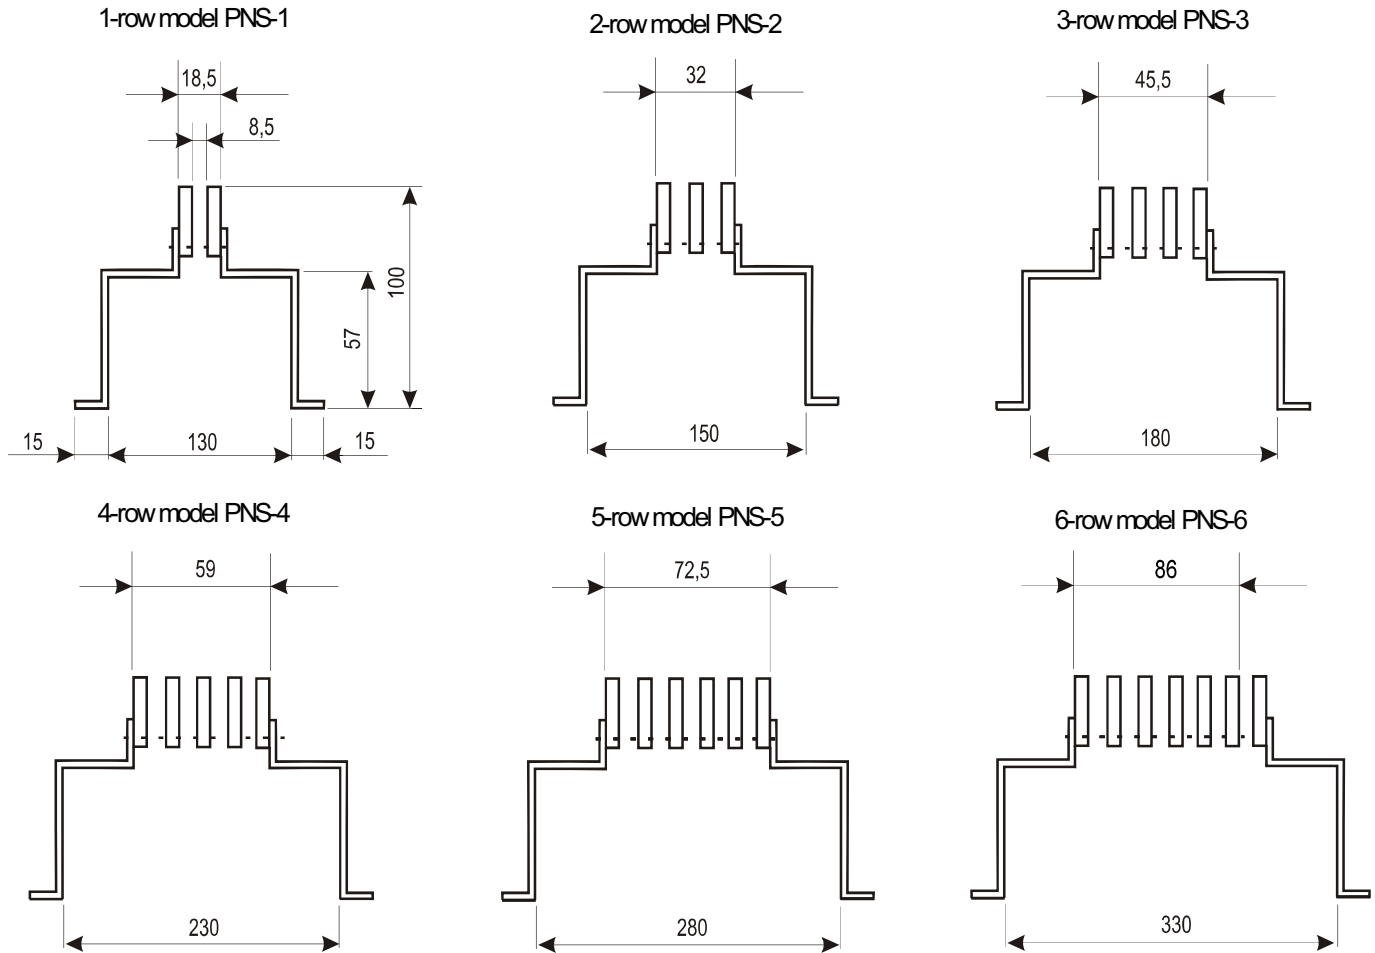 1-row model PNS-1
2-row model PNS-2
3-row model PNS-3
18,5
32
45,5
8,5
100
57
15
130
15
150
180
4-row model PNS-4
5-row model PNS-5
6-row model PNS-6
59
72,5
86
230
280
330